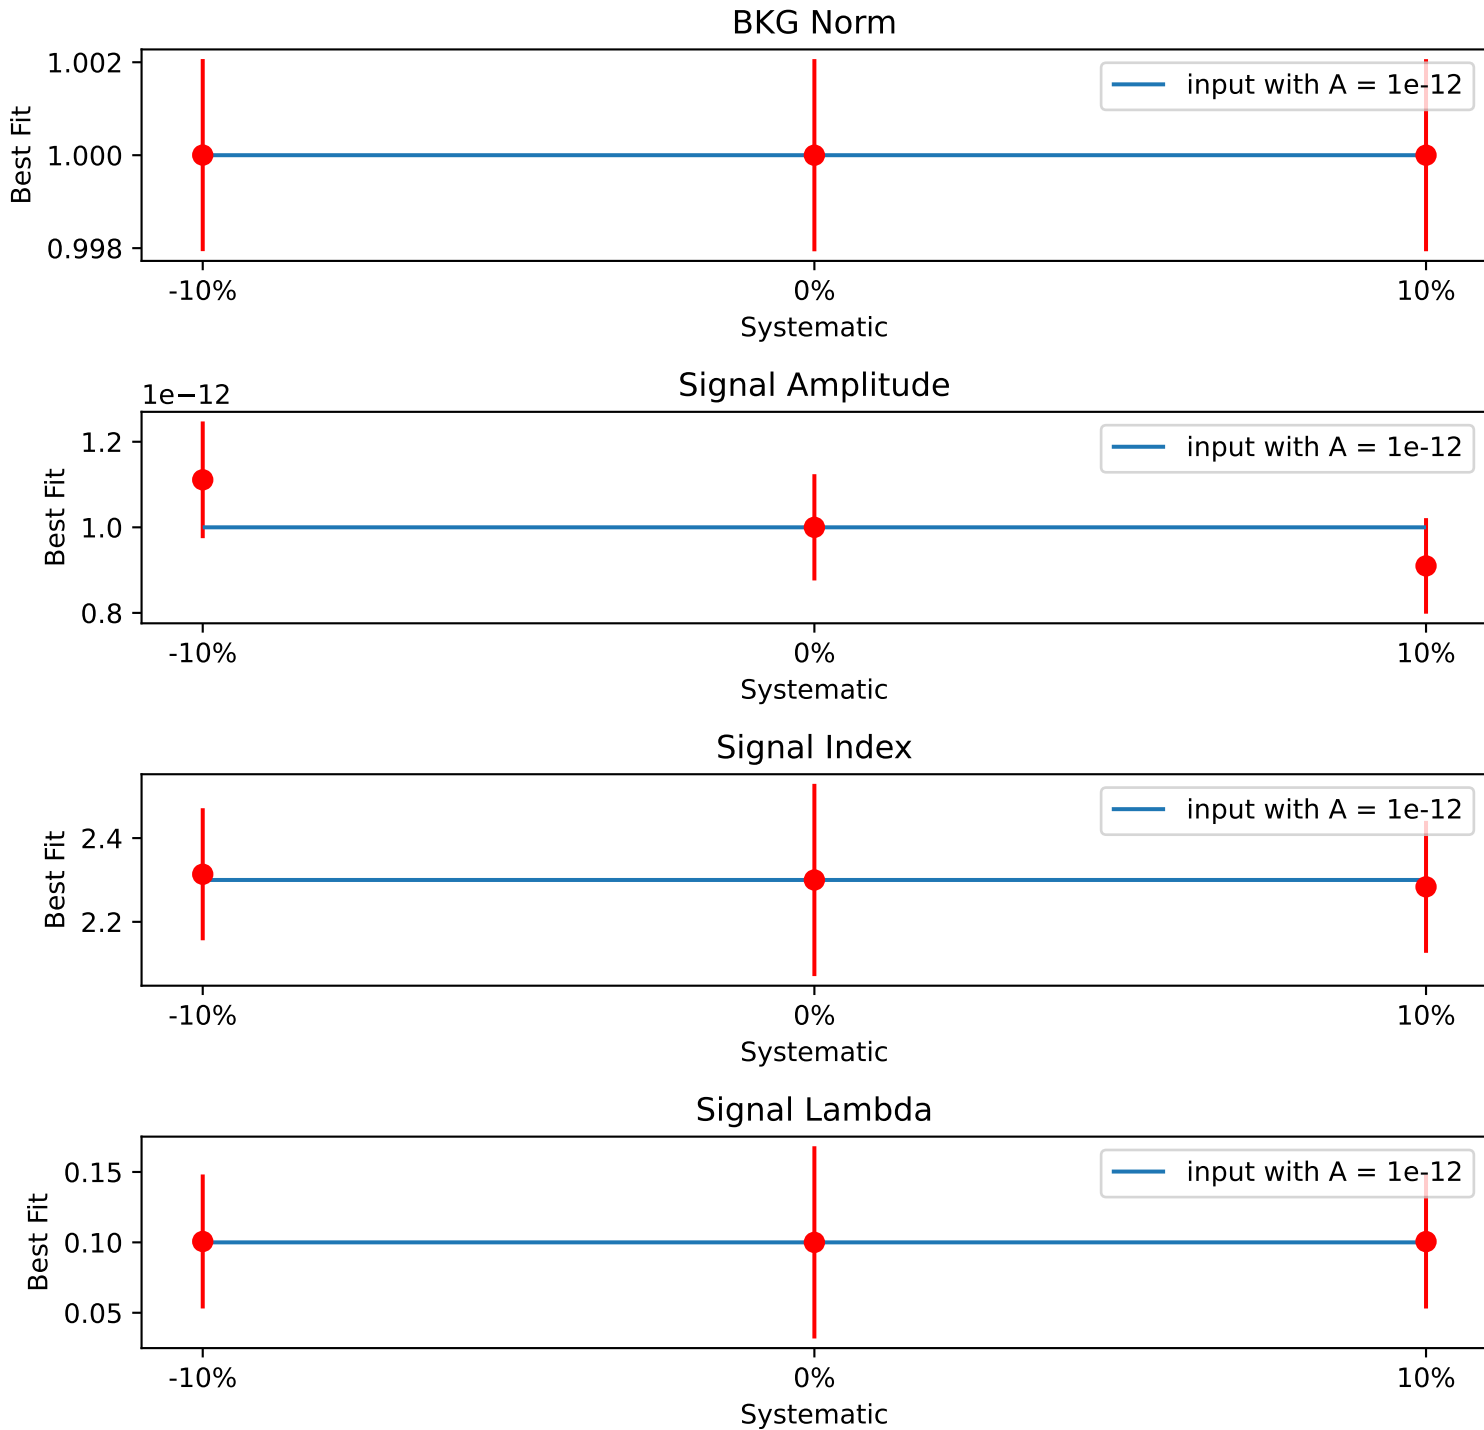 BKG Norm
1.002
input with A = 1e-12
1.000
0.998
Best Fit
-10%
0%
10%
Systematic
Signal Amplitude
1e−12
1.2
input with A = 1e-12
1.0
0.8
Best Fit
-10%
0%
10%
Systematic
Signal Index
input with A = 1e-12
2.4
2.2
Best Fit
-10%
0%
10%
Systematic
Signal Lambda
0.15
input with A = 1e-12
0.10
0.05
Best Fit
-10%
0%
10%
Systematic